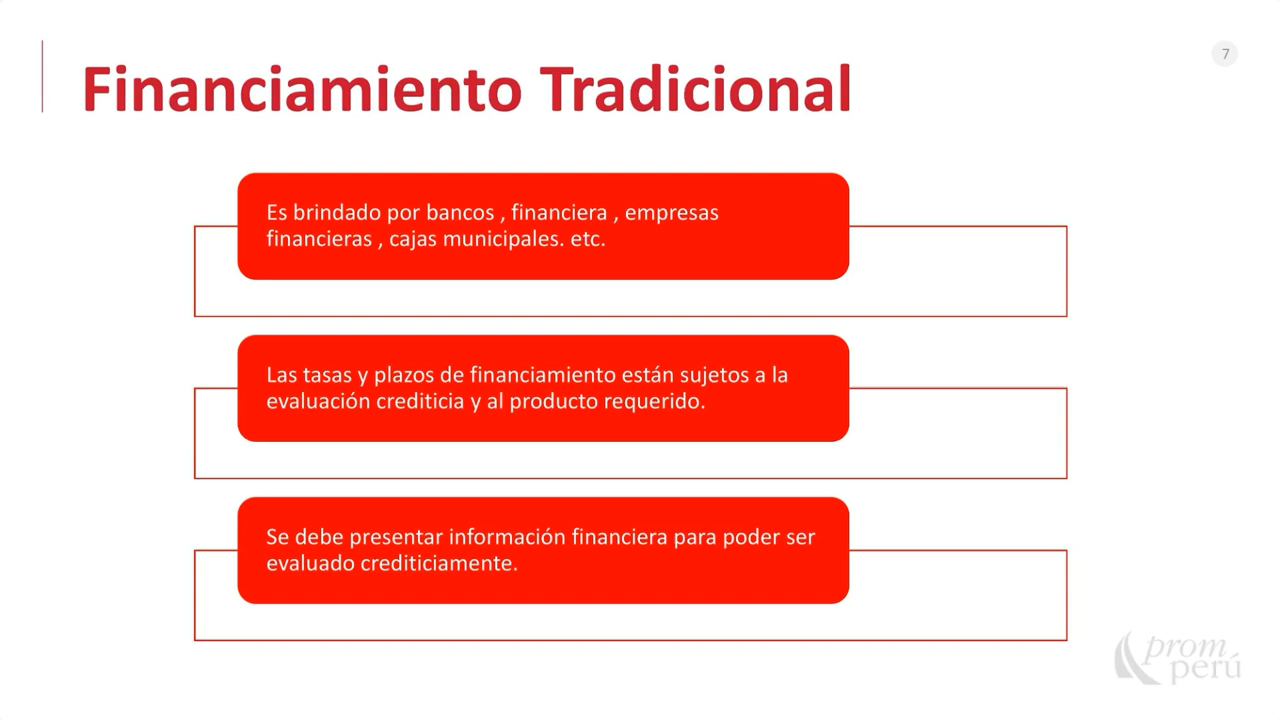 7
Financiamiento Tradicional
Es brindado por bancos , financiera , empresas
financieras , cajas municipales. etc.
Las tasas y plazos de financiamiento están sujetos a la
evaluación crediticia y al producto requerido.
Se debe presentar información financiera para poder ser
evaluado crediticiamente.
prom
perú